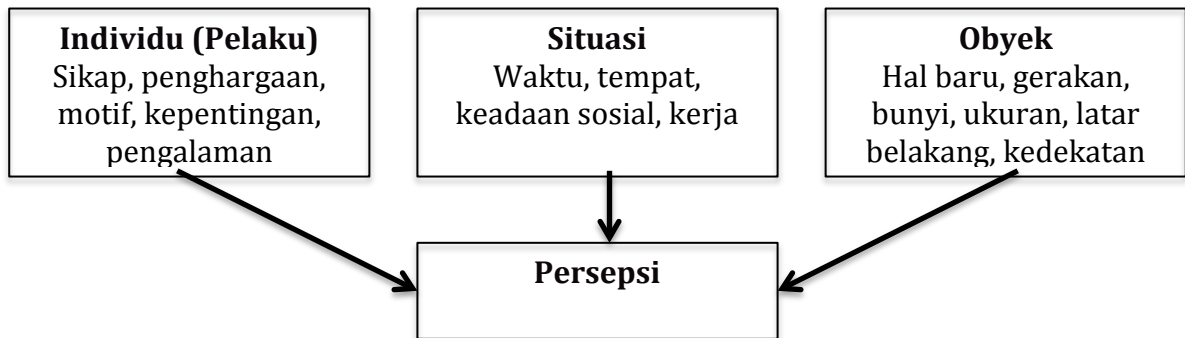 Individu (Pelaku)
Sikap, penghargaan,
motif, kepentingan,
pengalaman
Situasi
Waktu, tempat,
keadaan sosial, kerja
Obyek
Hal baru, gerakan,
bunyi, ukuran, latar
belakang, kedekatan
Persepsi